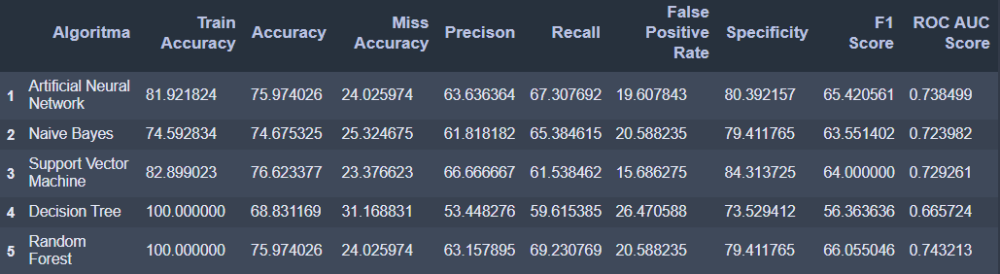 Algoritma Train Accuracy Accuracy Miss Accuracy Precison Recall False Positive Rate Specificity F1 Score ROC AUC Score
1 Artificial Neural Network 81.921824 75.974026 24.025974 63.636364 67.307692 19.607843 80.392157 65.420561 0.738499
2 Naive Bayes 74.592834 74.675325 25.324675 61.818182 65.384615 20.588235 79.411765 63.551402 0.723982
3 Support Vector Machine 82.899023 76.623377 23.376623 66.666667 61.538462 15.686275 84.313725 64.000000 0.729261
4 Decision Tree 100.000000 68.831169 31.168831 53.448276 59.615385 26.470588 73.529412 56.363636 0.665724
5 Random Forest 100.000000 75.974026 24.025974 63.157895 69.230769 20.588235 79.411765 66.055046 0.743213